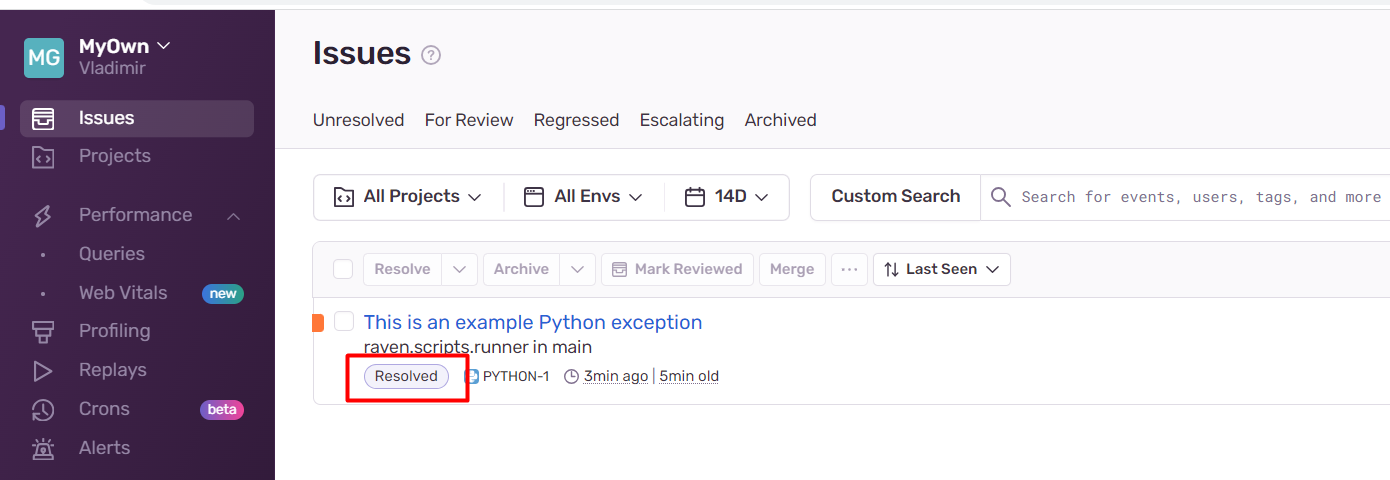 MG
MyOwn
Vladimir
Issues
Projects
Performance
Queries
Web Vitals new
Profiling
Replays
Crons beta
Alerts
Issues ?
Unresolved For Review Regressed Escalating Archived
All Projects All Envs 14D Custom Search Search for events, users, tags, and more
Resolve Archive Mark Reviewed Merge ... Last Seen
This is an example Python exception
raven.scripts.runner in main
Resolved PYTHON-1 3min ago | 5min old